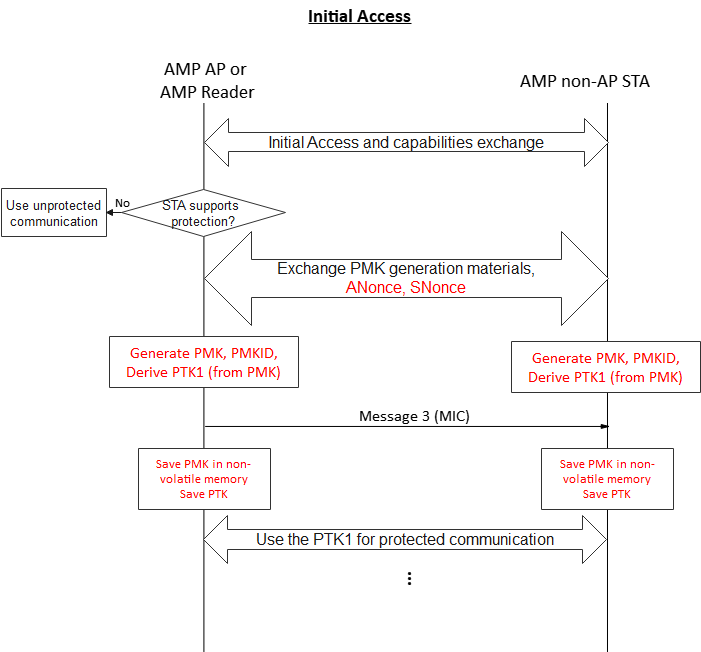 Initial Access
AMP AP or
AMP Reader
AMP non-AP STA
Initial Access and capabilities exchange
STA supports
protection?
No
Use unprotected
communication
Exchange PMK generation materials,
ANonce, SNonce
Generate PMK, PMKID,
Derive PTK1 (from PMK)
Generate PMK, PMKID,
Derive PTK1 (from PMK)
Message 3 (MIC)
Save PMK in non-
volatile memory
Save PTK
Save PMK in non-
volatile memory
Save PTK
Use the PTK1 for protected communication